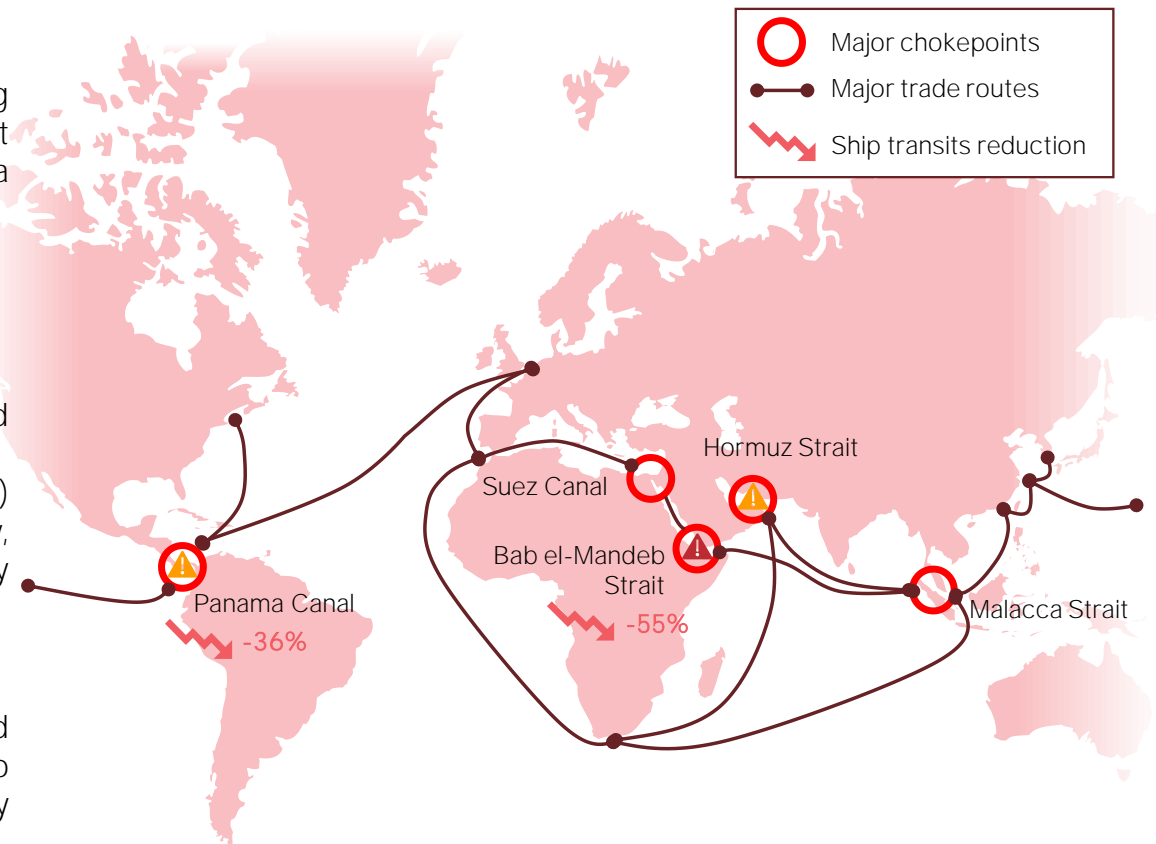 Major chokepoints
Major trade routes
Ship transits reduction
g
t
a
d
)
y
d
o
y
Hormuz Strait
Suez Canal
Bab el-Mandeb
Strait
-55%
Panama Canal
-36%
Malacca Strait